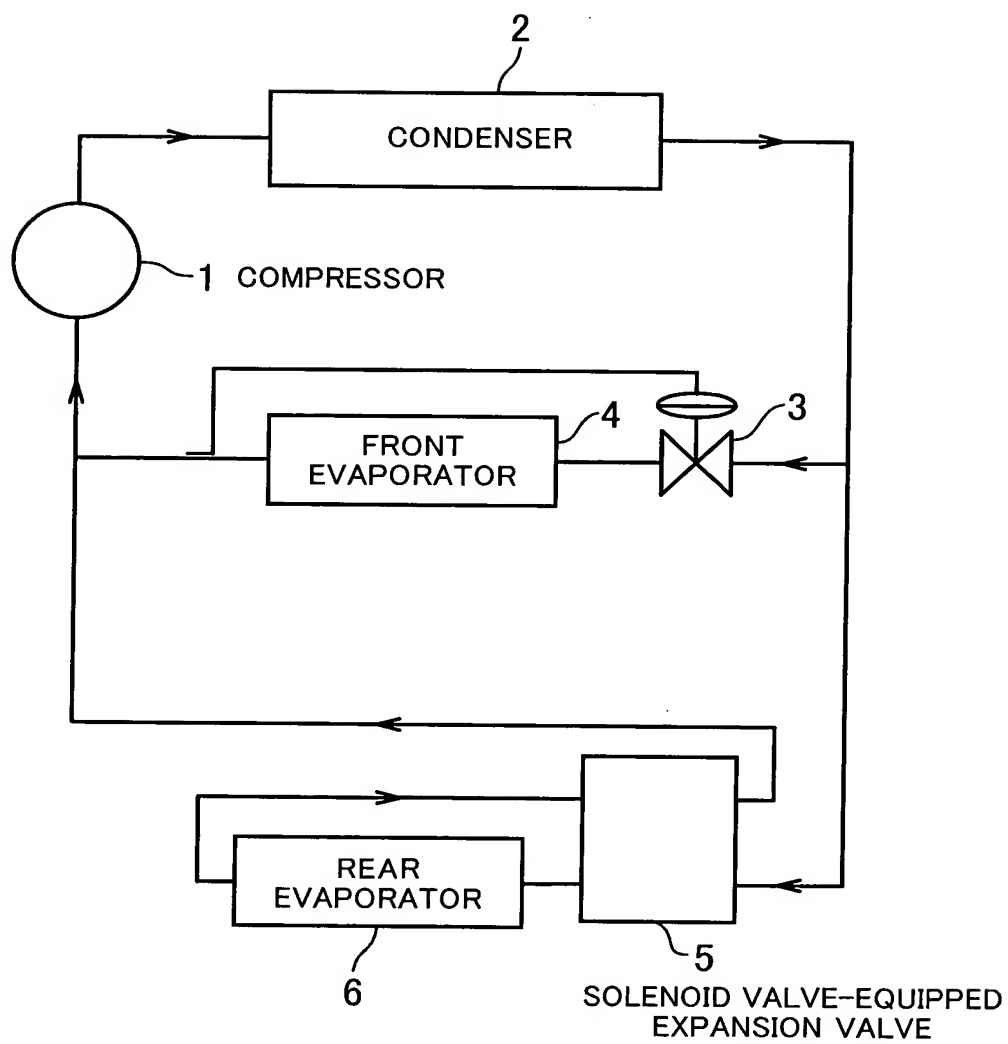 2
CONDENSER
1 COMPRESSOR
4
3
FRONT
EVAPORATOR
REAR
EVAPORATOR
6
5
SOLENOID VALVE-EQUIPPED
EXPANSION VALVE